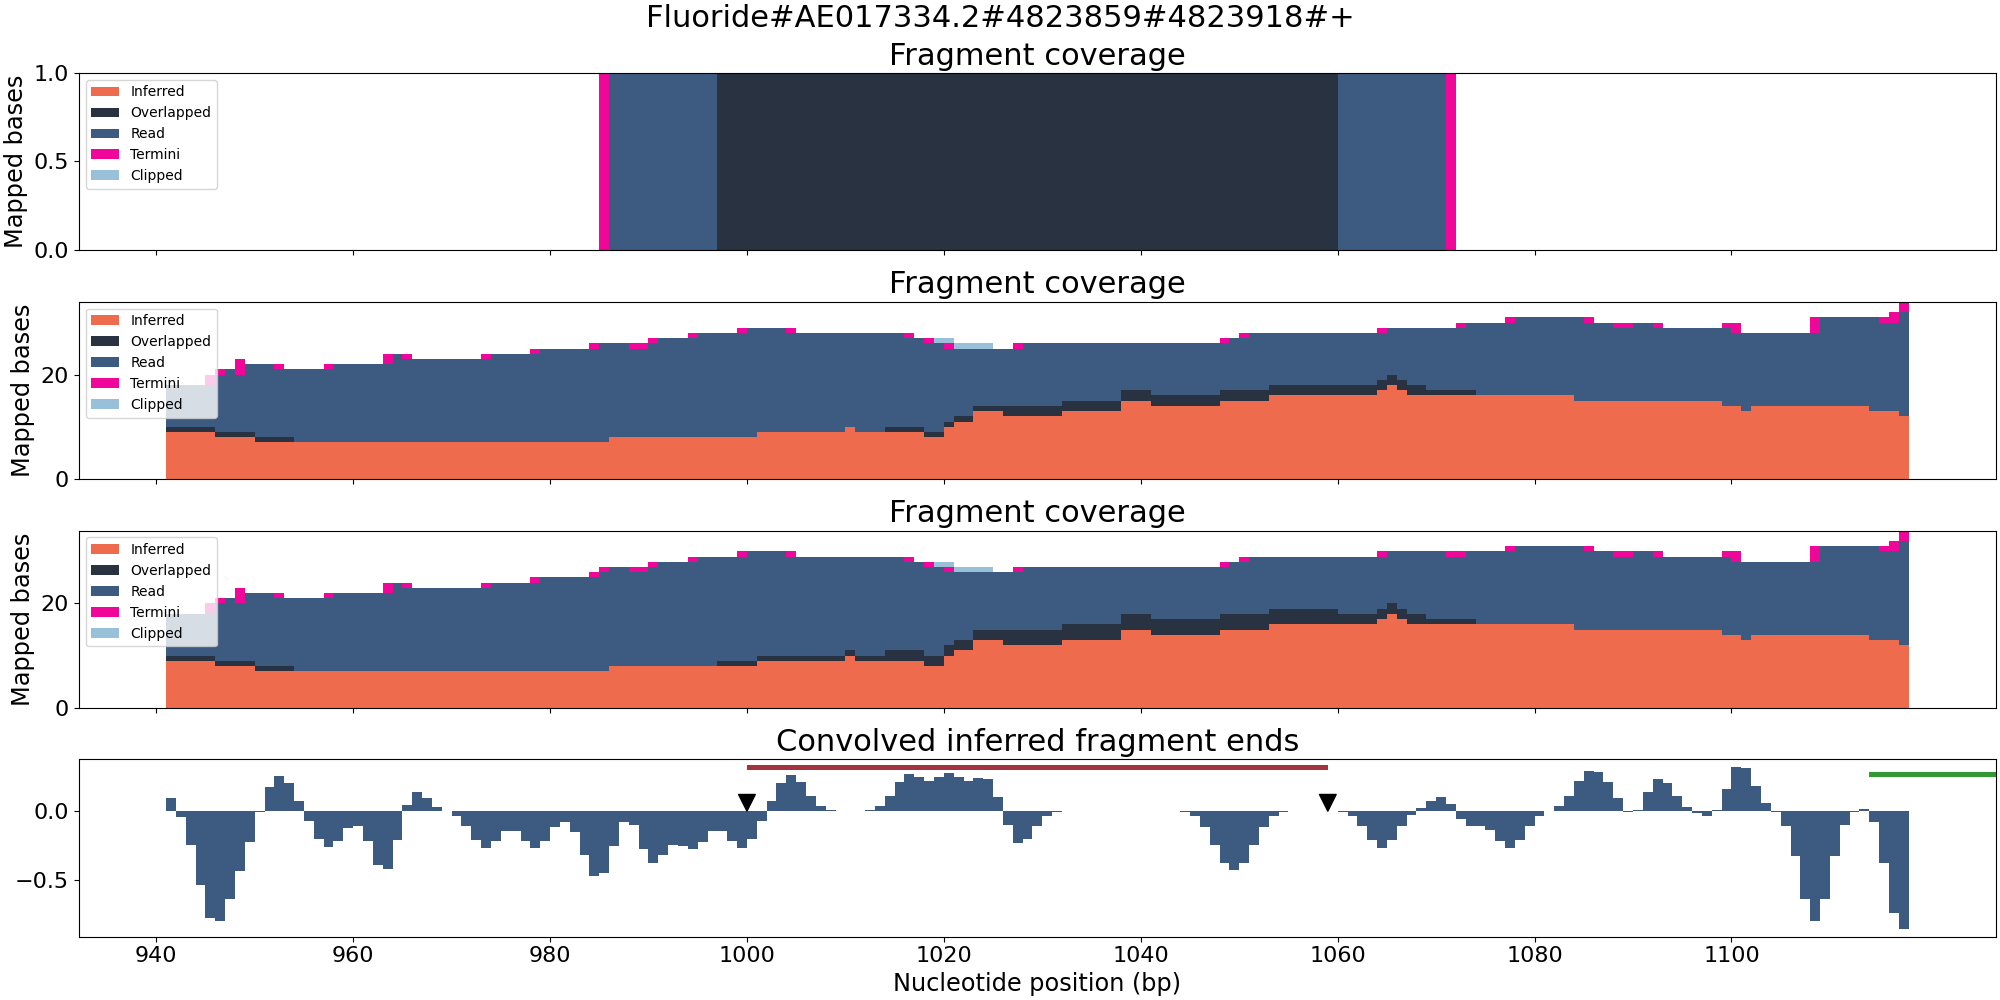 Fluoride#AE017334.2#4823859#4823918#+
Fragment coverage
Mapped bases
1.0
0.5
0.0
Inferred
Overlapped
Read
Termini
Clipped
Fragment coverage
Mapped bases
20
0
Inferred
Overlapped
Read
Termini
Clipped
Fragment coverage
Mapped bases
20
0
Inferred
Overlapped
Read
Termini
Clipped
Convolved inferred fragment ends
0.0
−0.5
940 960 980 1000 1020 1040 1060 1080 1100
Nucleotide position (bp)